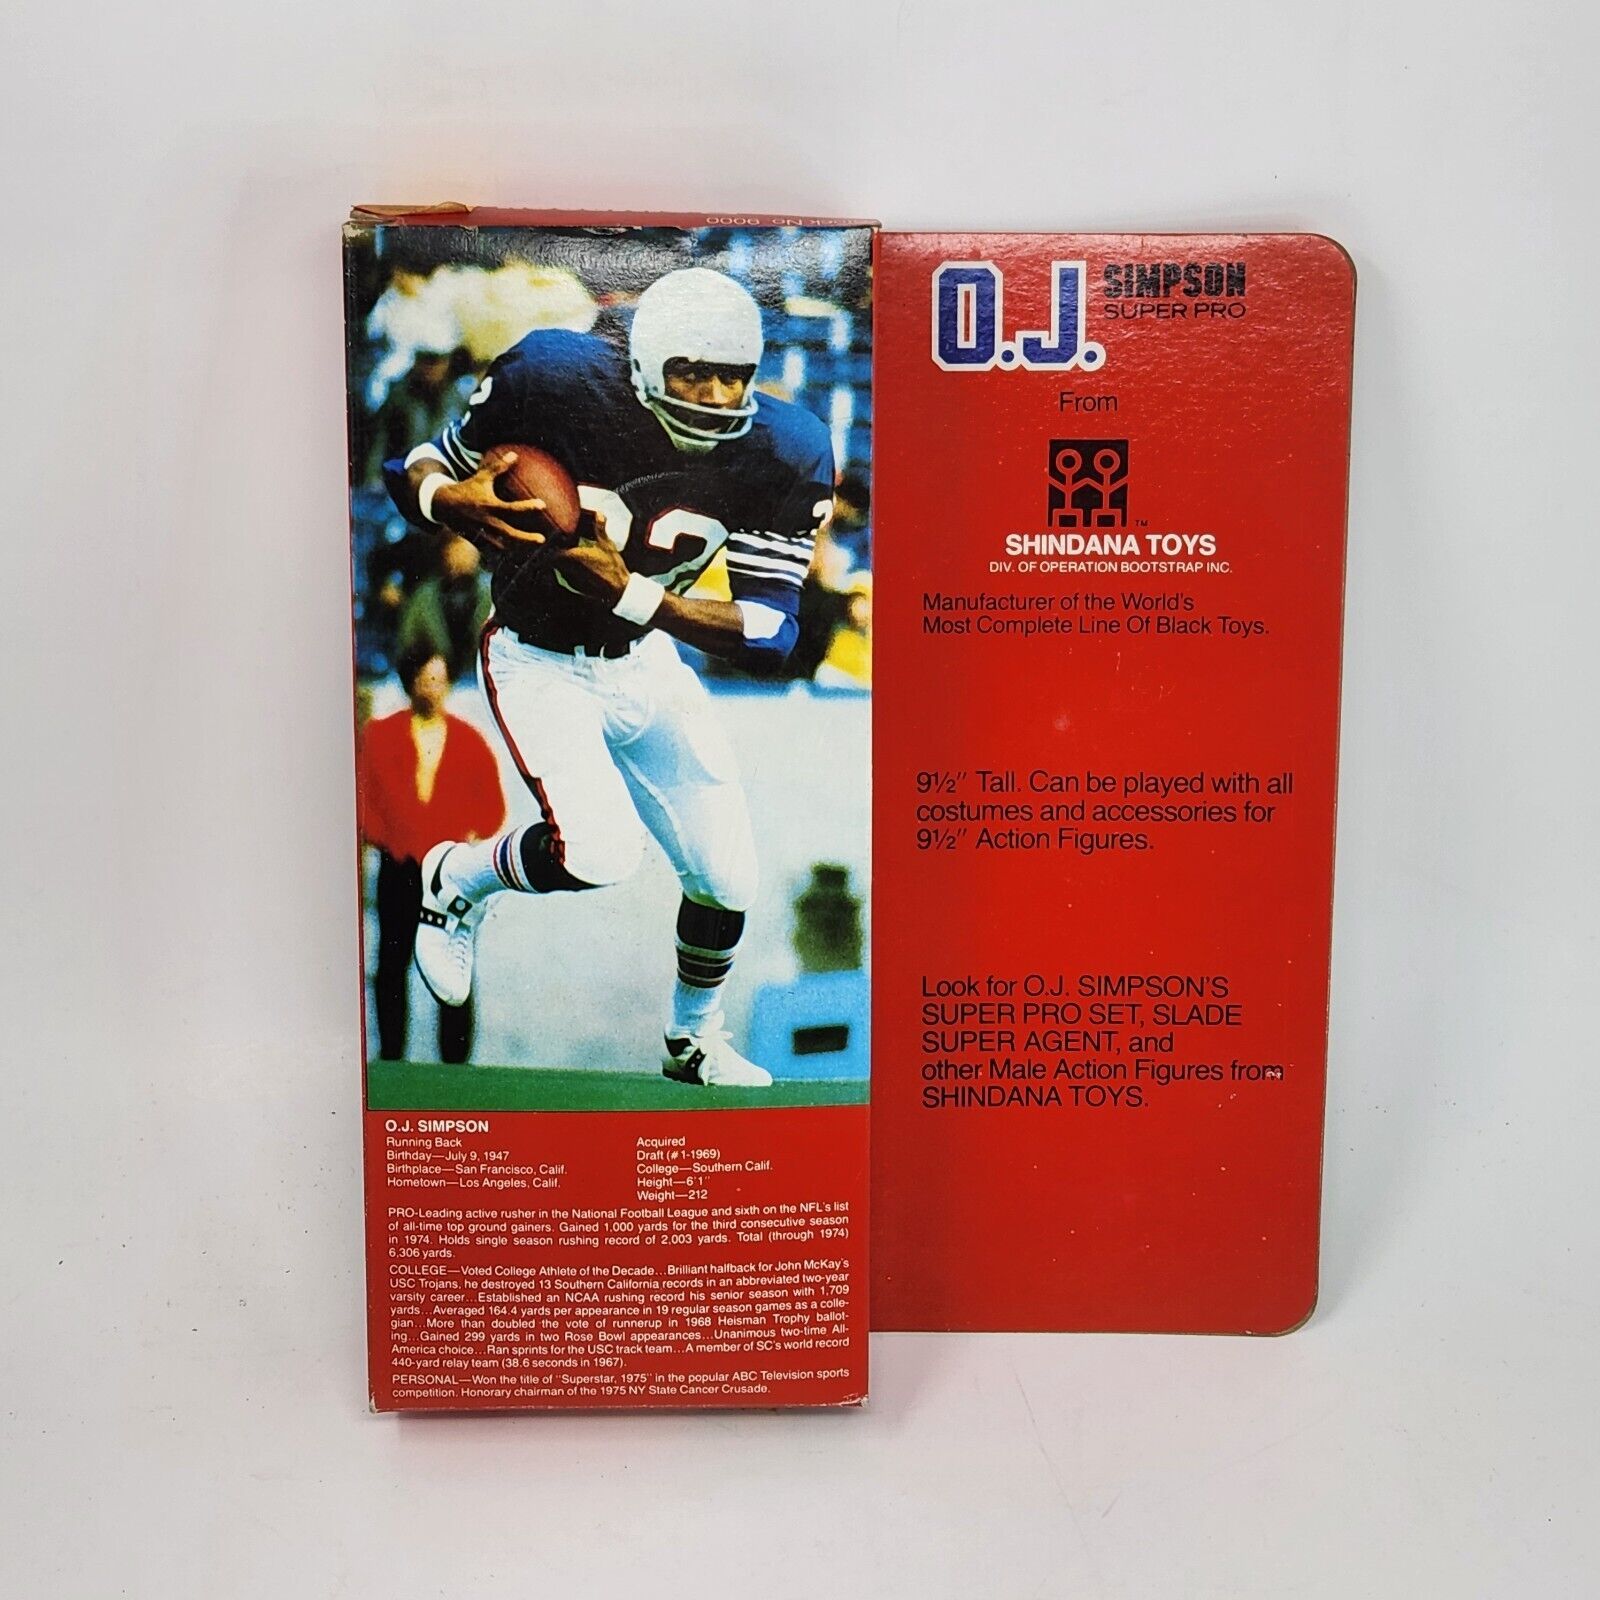 Stock No. 9000
32
O.J. SIMPSON
Running Back
Birthday—July 9, 1947
Birthplace—San Francisco, Calif.
Hometown—Los Angeles, Calif.
Acquired
Draft (#1-1969)
College—Southern Calif.
Height—6'1"
Weight—212
PRO-Leading active rusher in the National Football League and sixth on the NFL's list
of all-time top ground gainers. Gained 1,000 yards for the third consecutive season
in 1974. Holds single season rushing record of 2,003 yards. Total (through 1974)
6,306 yards.
COLLEGE—Voted College Athlete of the Decade...Brilliant halfback for John McKay's
USC Trojans, he destroyed 13 Southern California records in an abbreviated two-year
varsity career...Established an NCAA rushing record his senior season with 1,709
yards...Averaged 164.4 yards per appearance in 19 regular season games as a colle-
gian...More than doubled the vote of runnerup in 1968 Heisman Trophy ballot-
ing...Gained 299 yards in two Rose Bowl appearances...Unanimous two-time All-
America choice...Ran sprints for the USC track team...A member of SC's world record
440-yard relay team (38.6 seconds in 1967).
PERSONAL—Won the title of "Superstar, 1975" in the popular ABC Television sports
competition. Honorary chairman of the 1975 NY State Cancer Crusade.
O.J. SIMPSON
SUPER PRO
From
TM
SHINDANA TOYS
DIV. OF OPERATION BOOTSTRAP INC.
Manufacturer of the World's
Most Complete Line Of Black Toys.
9½" Tall. Can be played with all
costumes and accessories for
9½" Action Figures.
Look for O.J. SIMPSON'S
SUPER PRO SET, SLADE
SUPER AGENT, and
other Male Action Figures from
SHINDANA TOYS.